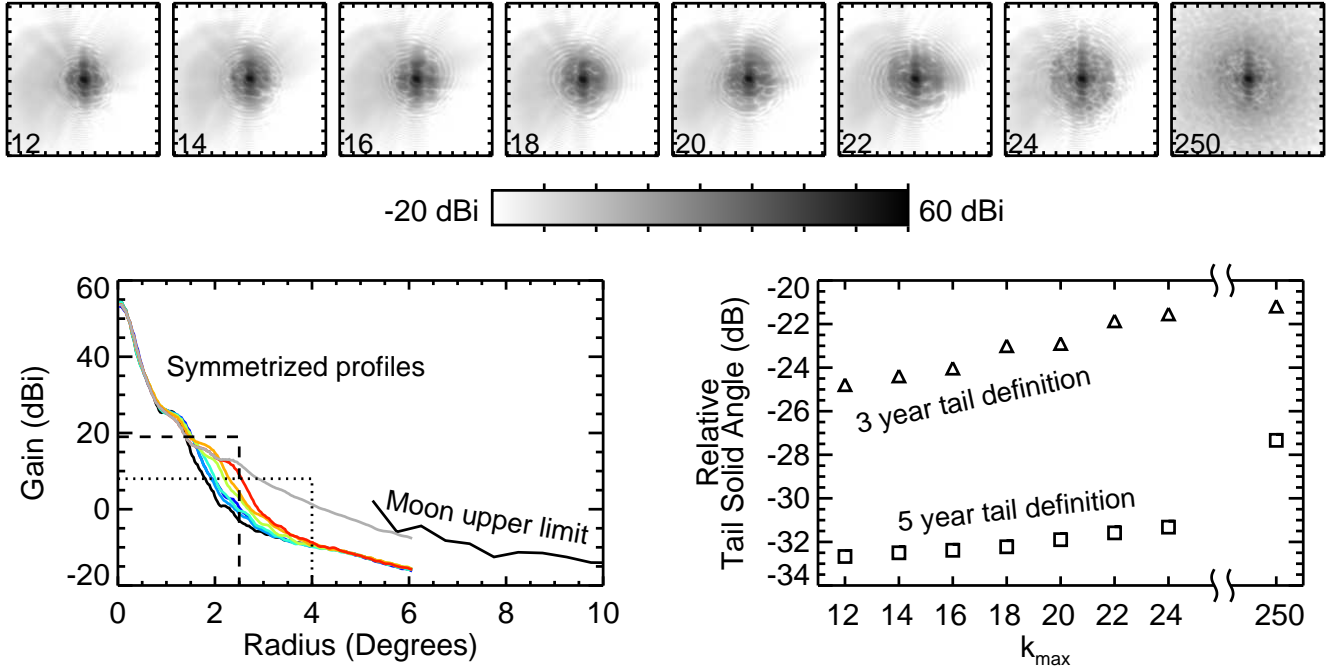 12 14 16 18 20 22 24 250
-20 dBi 60 dBi
60
40
20
0
-20
Gain (dBi)
Symmetrized profiles
Moon upper limit
0 2 4 6 8 10
Radius (Degrees)
-20
-22
-24
-26
-28
-30
-32
-34
Relative
Tail Solid Angle (dB)
3 year tail definition
5 year tail definition
12 14 16 18 20 22 24 250
kmax